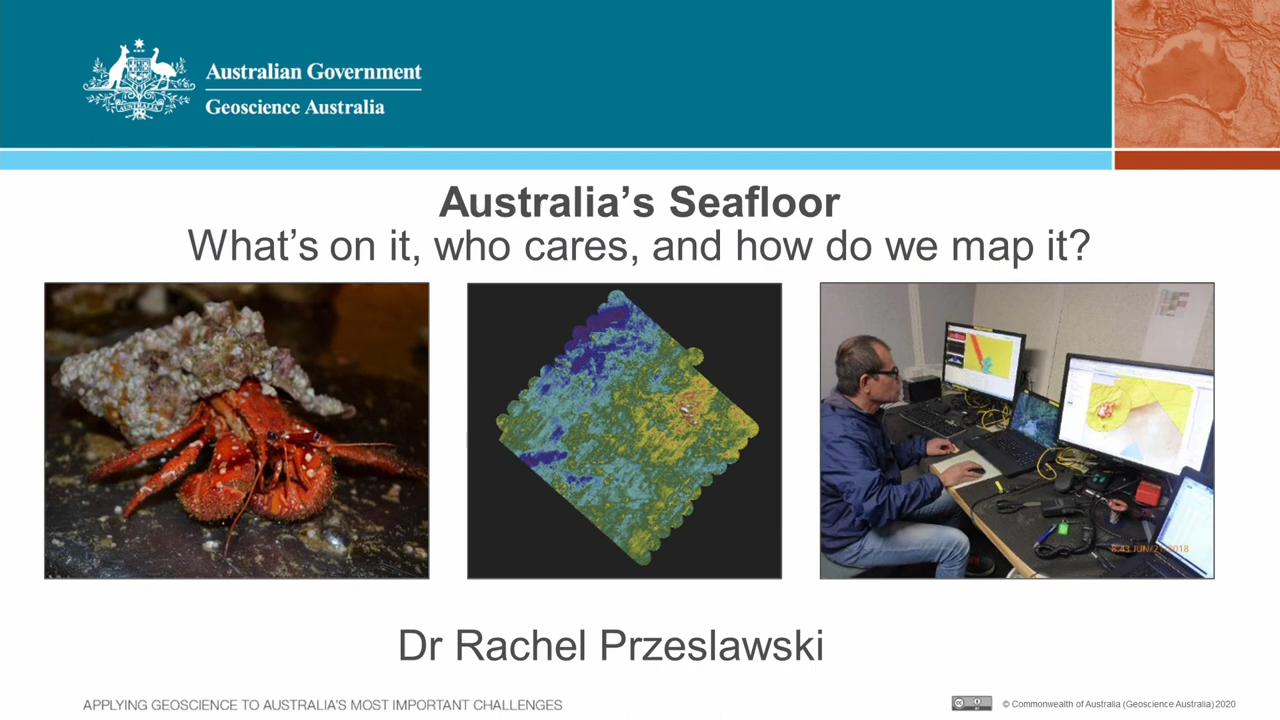 Australian Government
Geoscience Australia
Australia's Seafloor
What's on it, who cares, and how do we map it?
Dr Rachel Przeslawski
APPLYING GEOSCIENCE TO AUSTRALIA'S MOST IMPORTANT CHALLENGES
© Commonwealth of Australia (Geoscience Australia) 2020